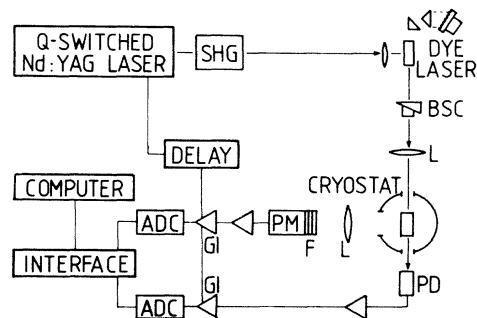 Q-SWITCHED
Nd:YAG LASER
SHG
DYE
LASER
BSC
L
DELAY
CRYOSTAT
COMPUTER
ADC
GI
PM
F
L
INTERFACE
GI
PD
ADC